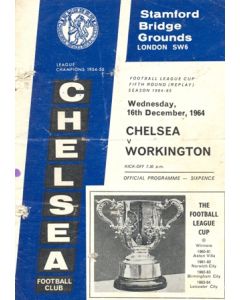 Stamford
Bridge
Grounds
LONDON SW6
LEAGUE
CHAMPIONS 1954-55
FOOTBALL LEAGUE CUP
FIFTH ROUND (REPLAY)
SEASON 1964-65
Wednesday,
16th December, 1964
CHELSEA
v
WORKINGTON
KICK-OFF 7.30 p.m.
OFFICIAL PROGRAMME — SIXPENCE
CHELSEA
FOOTBALL
CLUB
THE
FOOTBALL
LEAGUE
CUP
Winners
1960-61
Aston Villa
1961-62
Norwich City
1962-63
Birmingham City
1963-64
Leicester City